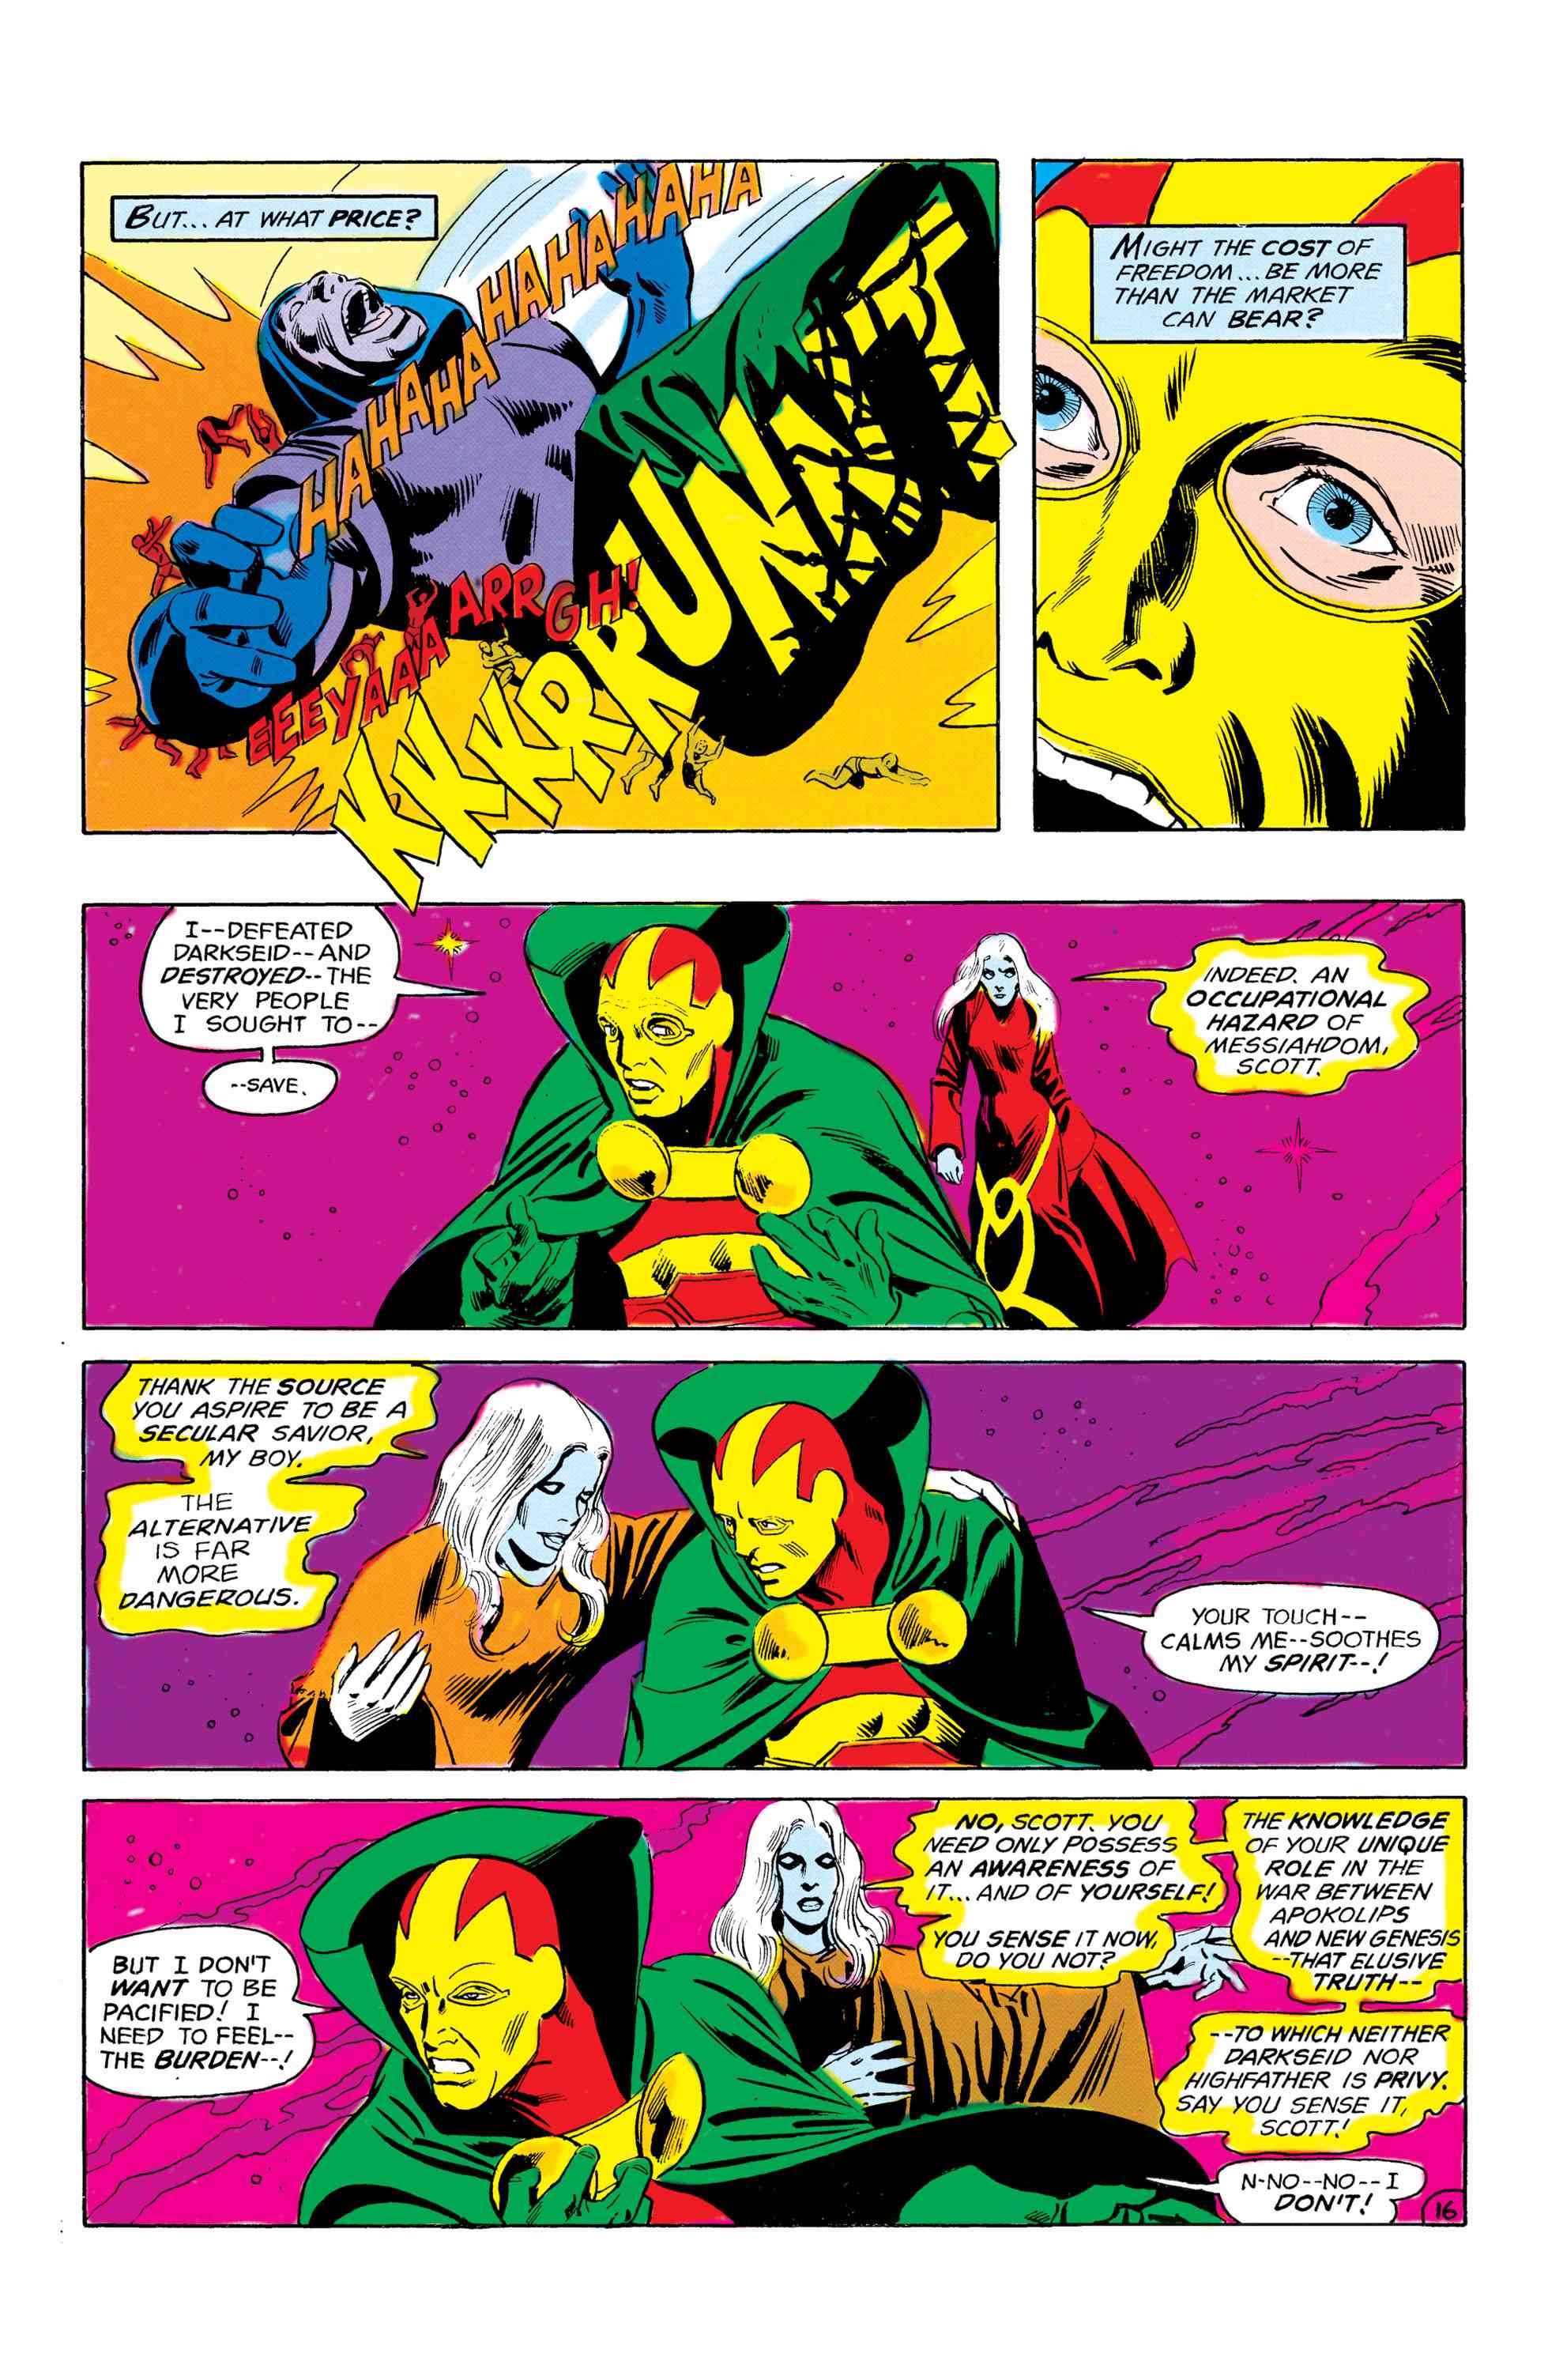 BUT... AT WHAT PRICE?
HAHAHAHAHAHAHAHAHAHA
EEEYAAAAARRGH!
KKKRRUNNTT
MIGHT THE COST OF
FREEDOM... BE MORE
THAN THE MARKET
CAN BEAR?
I--DEFEATED
DARKSEID--AND
DESTROYED--THE
VERY PEOPLE
I SOUGHT TO--
--SAVE.
INDEED. AN
OCCUPATIONAL
HAZARD OF
MESSIAHDOM,
SCOTT.
THANK THE SOURCE
YOU ASPIRE TO BE A
SECULAR SAVIOR,
MY BOY.
THE
ALTERNATIVE
IS FAR
MORE
DANGEROUS.
YOUR TOUCH--
CALMS ME--SOOTHES
MY SPIRIT--!
BUT I DON'T
WANT TO BE
PACIFIED! I
NEED TO FEEL--
THE BURDEN--!
NO, SCOTT. YOU
NEED ONLY POSSESS
AN AWARENESS OF
IT... AND OF YOURSELF!
YOU SENSE IT NOW,
DO YOU NOT?
THE KNOWLEDGE
OF YOUR UNIQUE
ROLE IN THE
WAR BETWEEN
APOKOLIPS
AND NEW GENESIS
--THAT ELUSIVE
TRUTH--
--TO WHICH NEITHER
DARKSEID NOR
HIGHFATHER IS PRIVY.
SAY YOU SENSE IT,
SCOTT!
N-NO--NO--I
DON'T!
16